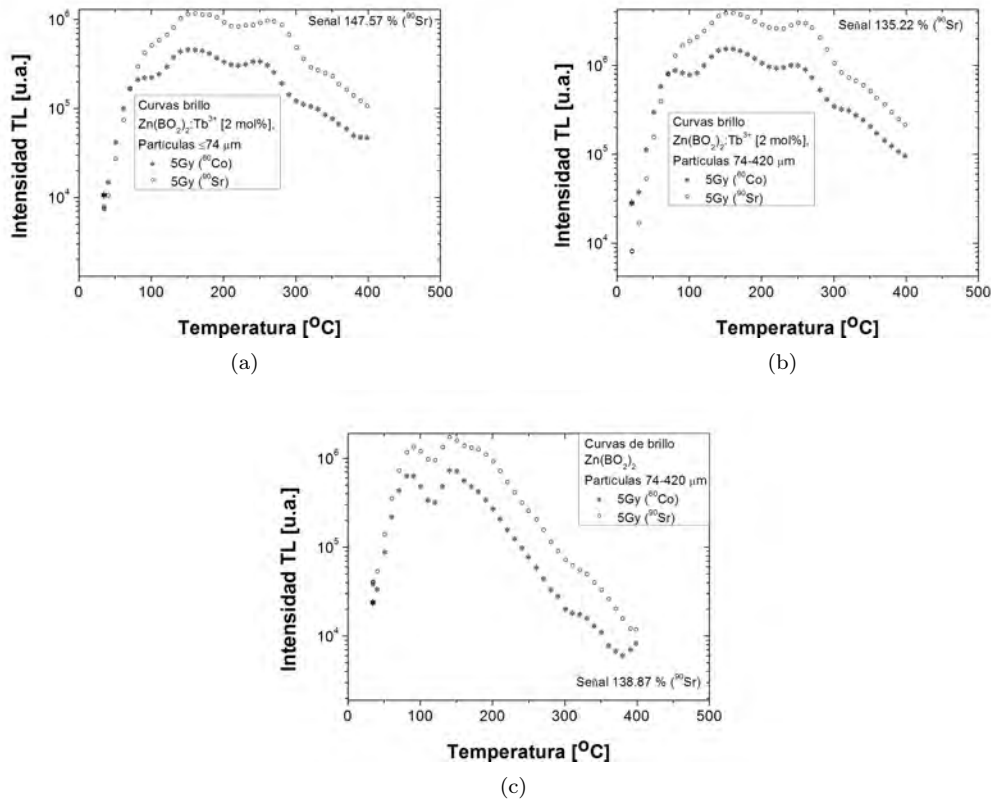 Señal 147.57 % (⁹⁰Sr)
Intensidad TL [u.a.]
10⁶
10⁵
10⁴
Curvas brillo
Zn(BO₂)₂:Tb³⁺ [2 mol%],
Partículas ≤74 μm
5Gy (⁶⁰Co)
5Gy (⁹⁰Sr)
0 100 200 300 400 500
Temperatura [ºC]
(a)
Señal 135.22 % (⁹⁰Sr)
Intensidad TL [u.a.]
10⁶
10⁵
10⁴
Curvas brillo
Zn(BO₂)₂:Tb³⁺ [2 mol%],
Partículas 74-420 μm
5Gy (⁶⁰Co)
5Gy (⁹⁰Sr)
0 100 200 300 400 500
Temperatura [ºC]
(b)
Intensidad TL [u.a.]
10⁶
10⁵
10⁴
Curvas de brillo
Zn(BO₂)₂
Partículas 74-420 μm
5Gy (⁶⁰Co)
5Gy (⁹⁰Sr)
Señal 138.87 % (⁹⁰Sr)
0 100 200 300 400 500
Temperatura [ºC]
(c)